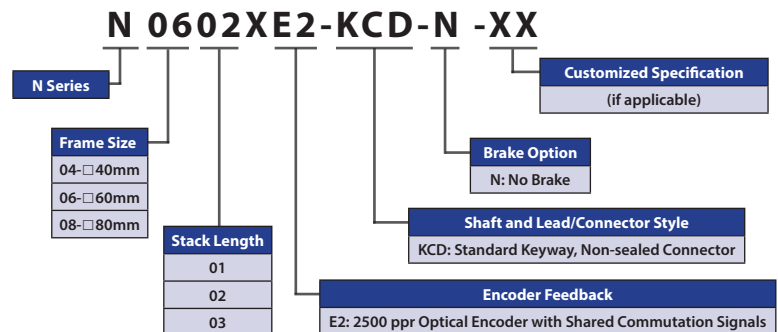 N 0602XE2-KCD-N -XX
N Series
Customized Specification
(if applicable)
Frame Size
04-□40mm
06-□60mm
08-□80mm
Brake Option
N: No Brake
Shaft and Lead/Connector Style
KCD: Standard Keyway, Non-sealed Connector
Stack Length
01
02
03
Encoder Feedback
E2: 2500 ppr Optical Encoder with Shared Commutation Signals